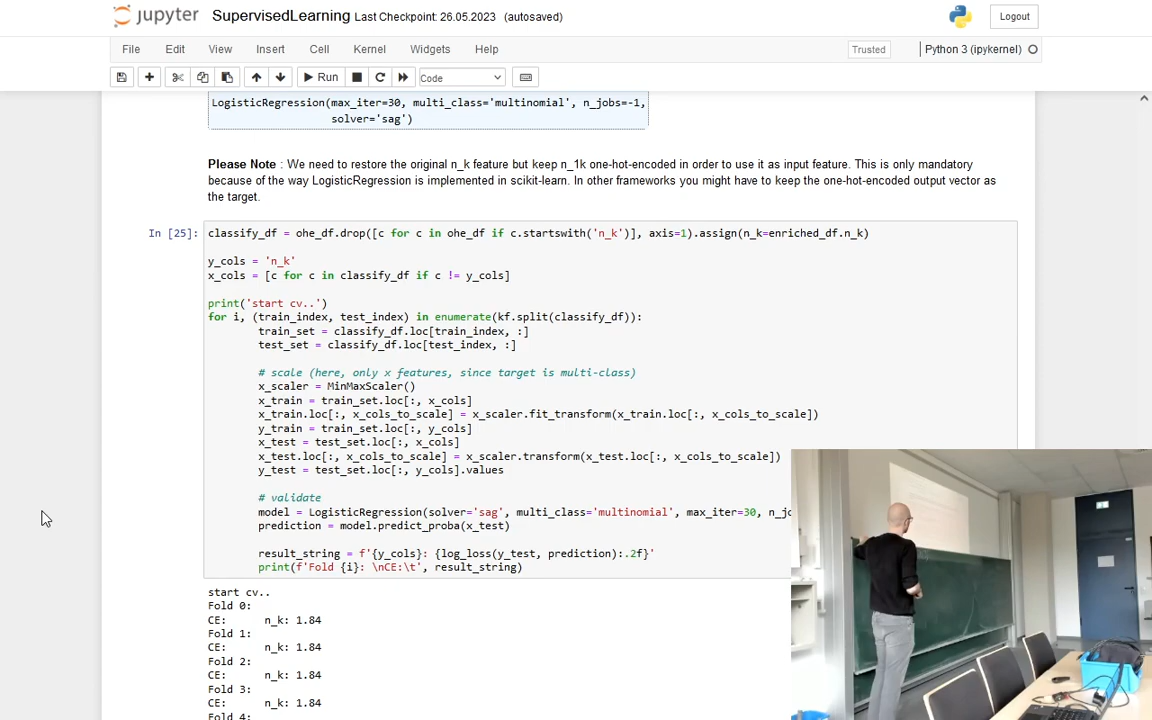 jupyter SupervisedLearning Last Checkpoint: 26.05.2023 (autosaved)
Logout
File Edit View Insert Cell Kernel Widgets Help
Trusted
Python 3 (ipykernel)
Run
Code
LogisticRegression(max_iter=30, multi_class='multinomial', n_jobs=-1,
solver='sag')
Please Note : We need to restore the original n_k feature but keep n_1k one-hot-encoded in order to use it as input feature. This is only mandatory
because of the way LogisticRegression is implemented in scikit-learn. In other frameworks you might have to keep the one-hot-encoded output vector as
the target.
In [25]:
classify_df = ohe_df.drop([c for c in ohe_df if c.startswith('n_k')], axis=1).assign(n_k=enriched_df.n_k)
y_cols = 'n_k'
x_cols = [c for c in classify_df if c != y_cols]
print('start cv..')
for i, (train_index, test_index) in enumerate(kf.split(classify_df)):
train_set = classify_df.loc[train_index, :]
test_set = classify_df.loc[test_index, :]
# scale (here, only x features, since target is multi-class)
x_scaler = MinMaxScaler()
x_train = train_set.loc[:, x_cols]
x_train.loc[:, x_cols_to_scale] = x_scaler.fit_transform(x_train.loc[:, x_cols_to_scale])
y_train = train_set.loc[:, y_cols]
x_test = test_set.loc[:, x_cols]
x_test.loc[:, x_cols_to_scale] = x_scaler.transform(x_test.loc[:, x_cols_to_scale])
y_test = test_set.loc[:, y_cols].values
# validate
model = LogisticRegression(solver='sag', multi_class='multinomial', max_iter=30, n_jo
prediction = model.predict_proba(x_test)
result_string = f'{y_cols}: {log_loss(y_test, prediction):.2f}'
print(f'Fold {i}: \nCE:\t', result_string)
start cv..
Fold 0:
CE: n_k: 1.84
Fold 1:
CE: n_k: 1.84
Fold 2:
CE: n_k: 1.84
Fold 3:
CE: n_k: 1.84
Fold 4: